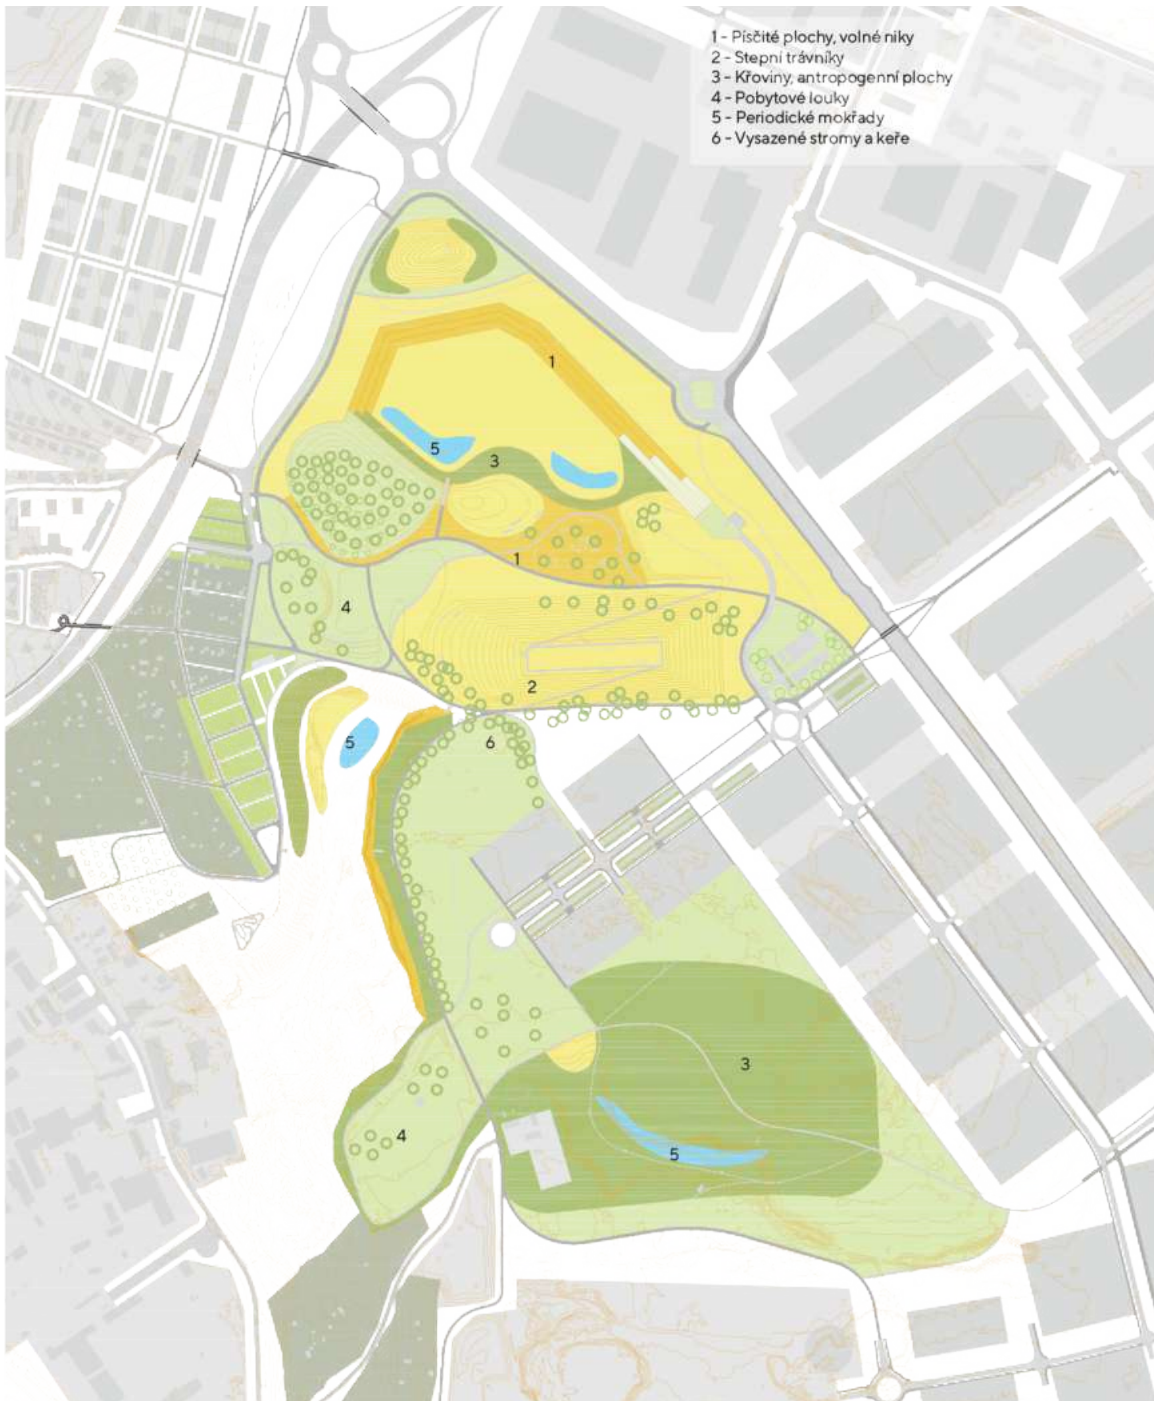 1 - Písčité plochy, volné niky
2 - Stepní trávníky
3 - Křoviny, antropogenní plochy
4 - Pobytové louky
5 - Periodické mokřady
6 - Vysazené stromy a keře
1
5
3
1
4
2
5
6
3
4
5